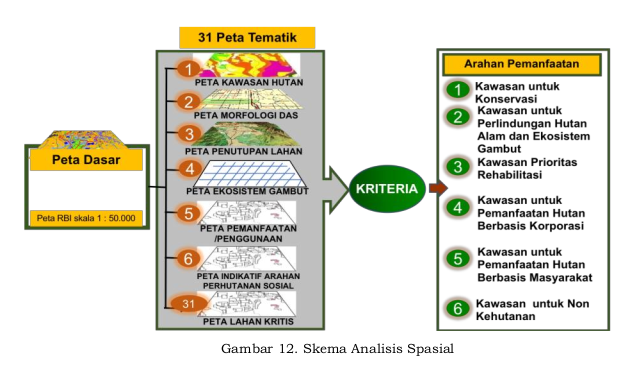 31 Peta Tematik
Peta Dasar
Peta RBI skala 1 : 50.000
1
PETA KAWASAN HUTAN
2
PETA MORFOLOGI DAS
3
PETA PENUTUPAN LAHAN
4
PETA EKOSISTEM GAMBUT
5
PETA PEMANFAATAN
/PENGGUNAAN
6
PETA INDIKATIF ARAHAN
PERHUTANAN SOSIAL
31
PETA LAHAN KRITIS
KRITERIA
Arahan Pemanfaatan
1 Kawasan untuk
Konservasi
2 Kawasan untuk
Perlindungan Hutan
Alam dan Ekosistem
Gambut
3 Kawasan Prioritas
Rehabilitasi
4 Kawasan untuk
Pemanfaatan Hutan
Berbasis Korporasi
5 Kawasan untuk
Pemanfaatan Hutan
Berbasis Masyarakat
6 Kawasan untuk Non
Kehutanan
Gambar 12. Skema Analisis Spasial